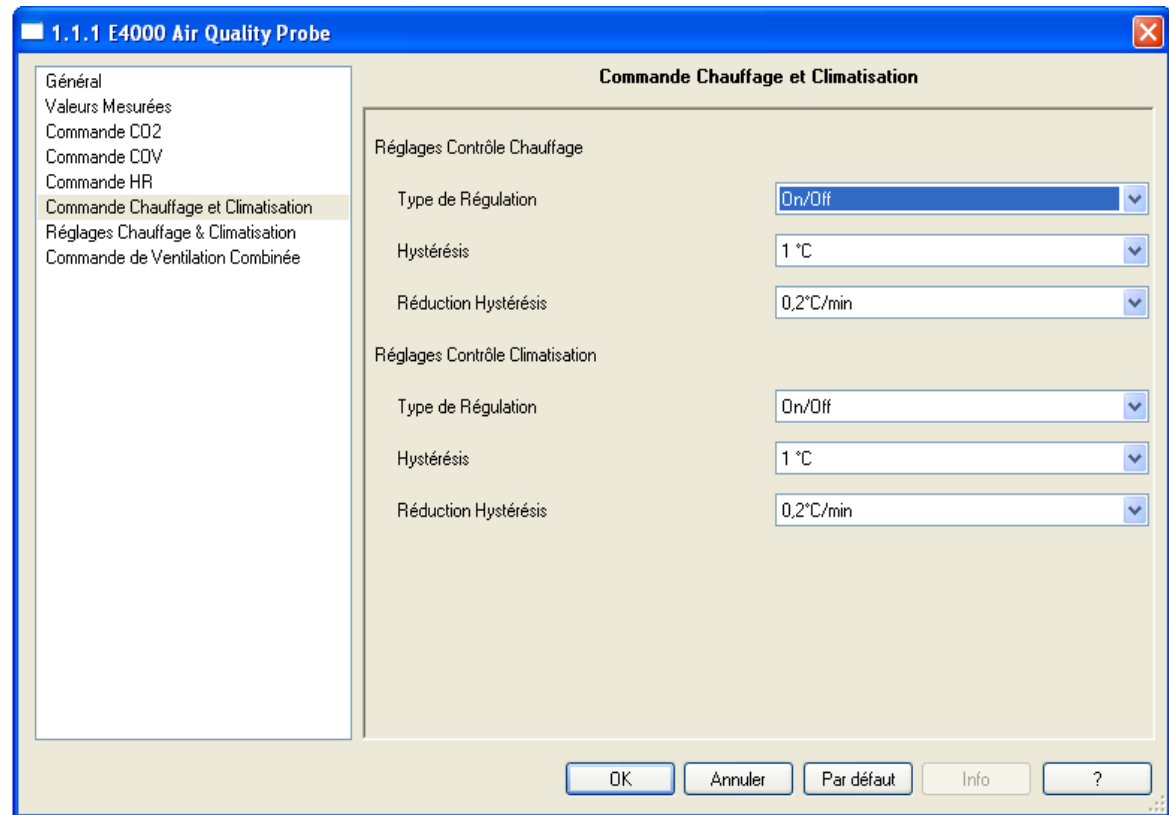 1.1.1 E4000 Air Quality Probe
Général
Valeurs Mesurées
Commande CO2
Commande COV
Commande HR
Commande Chauffage et Climatisation
Réglages Chauffage & Climatisation
Commande de Ventilation Combinée
Commande Chauffage et Climatisation
Réglages Contrôle Chauffage
Type de Régulation On/Off
Hystérésis 1 °C
Réduction Hystérésis 0,2°C/min
Réglages Contrôle Climatisation
Type de Régulation On/Off
Hystérésis 1 °C
Réduction Hystérésis 0,2°C/min
OK Annuler Par défaut Info ?